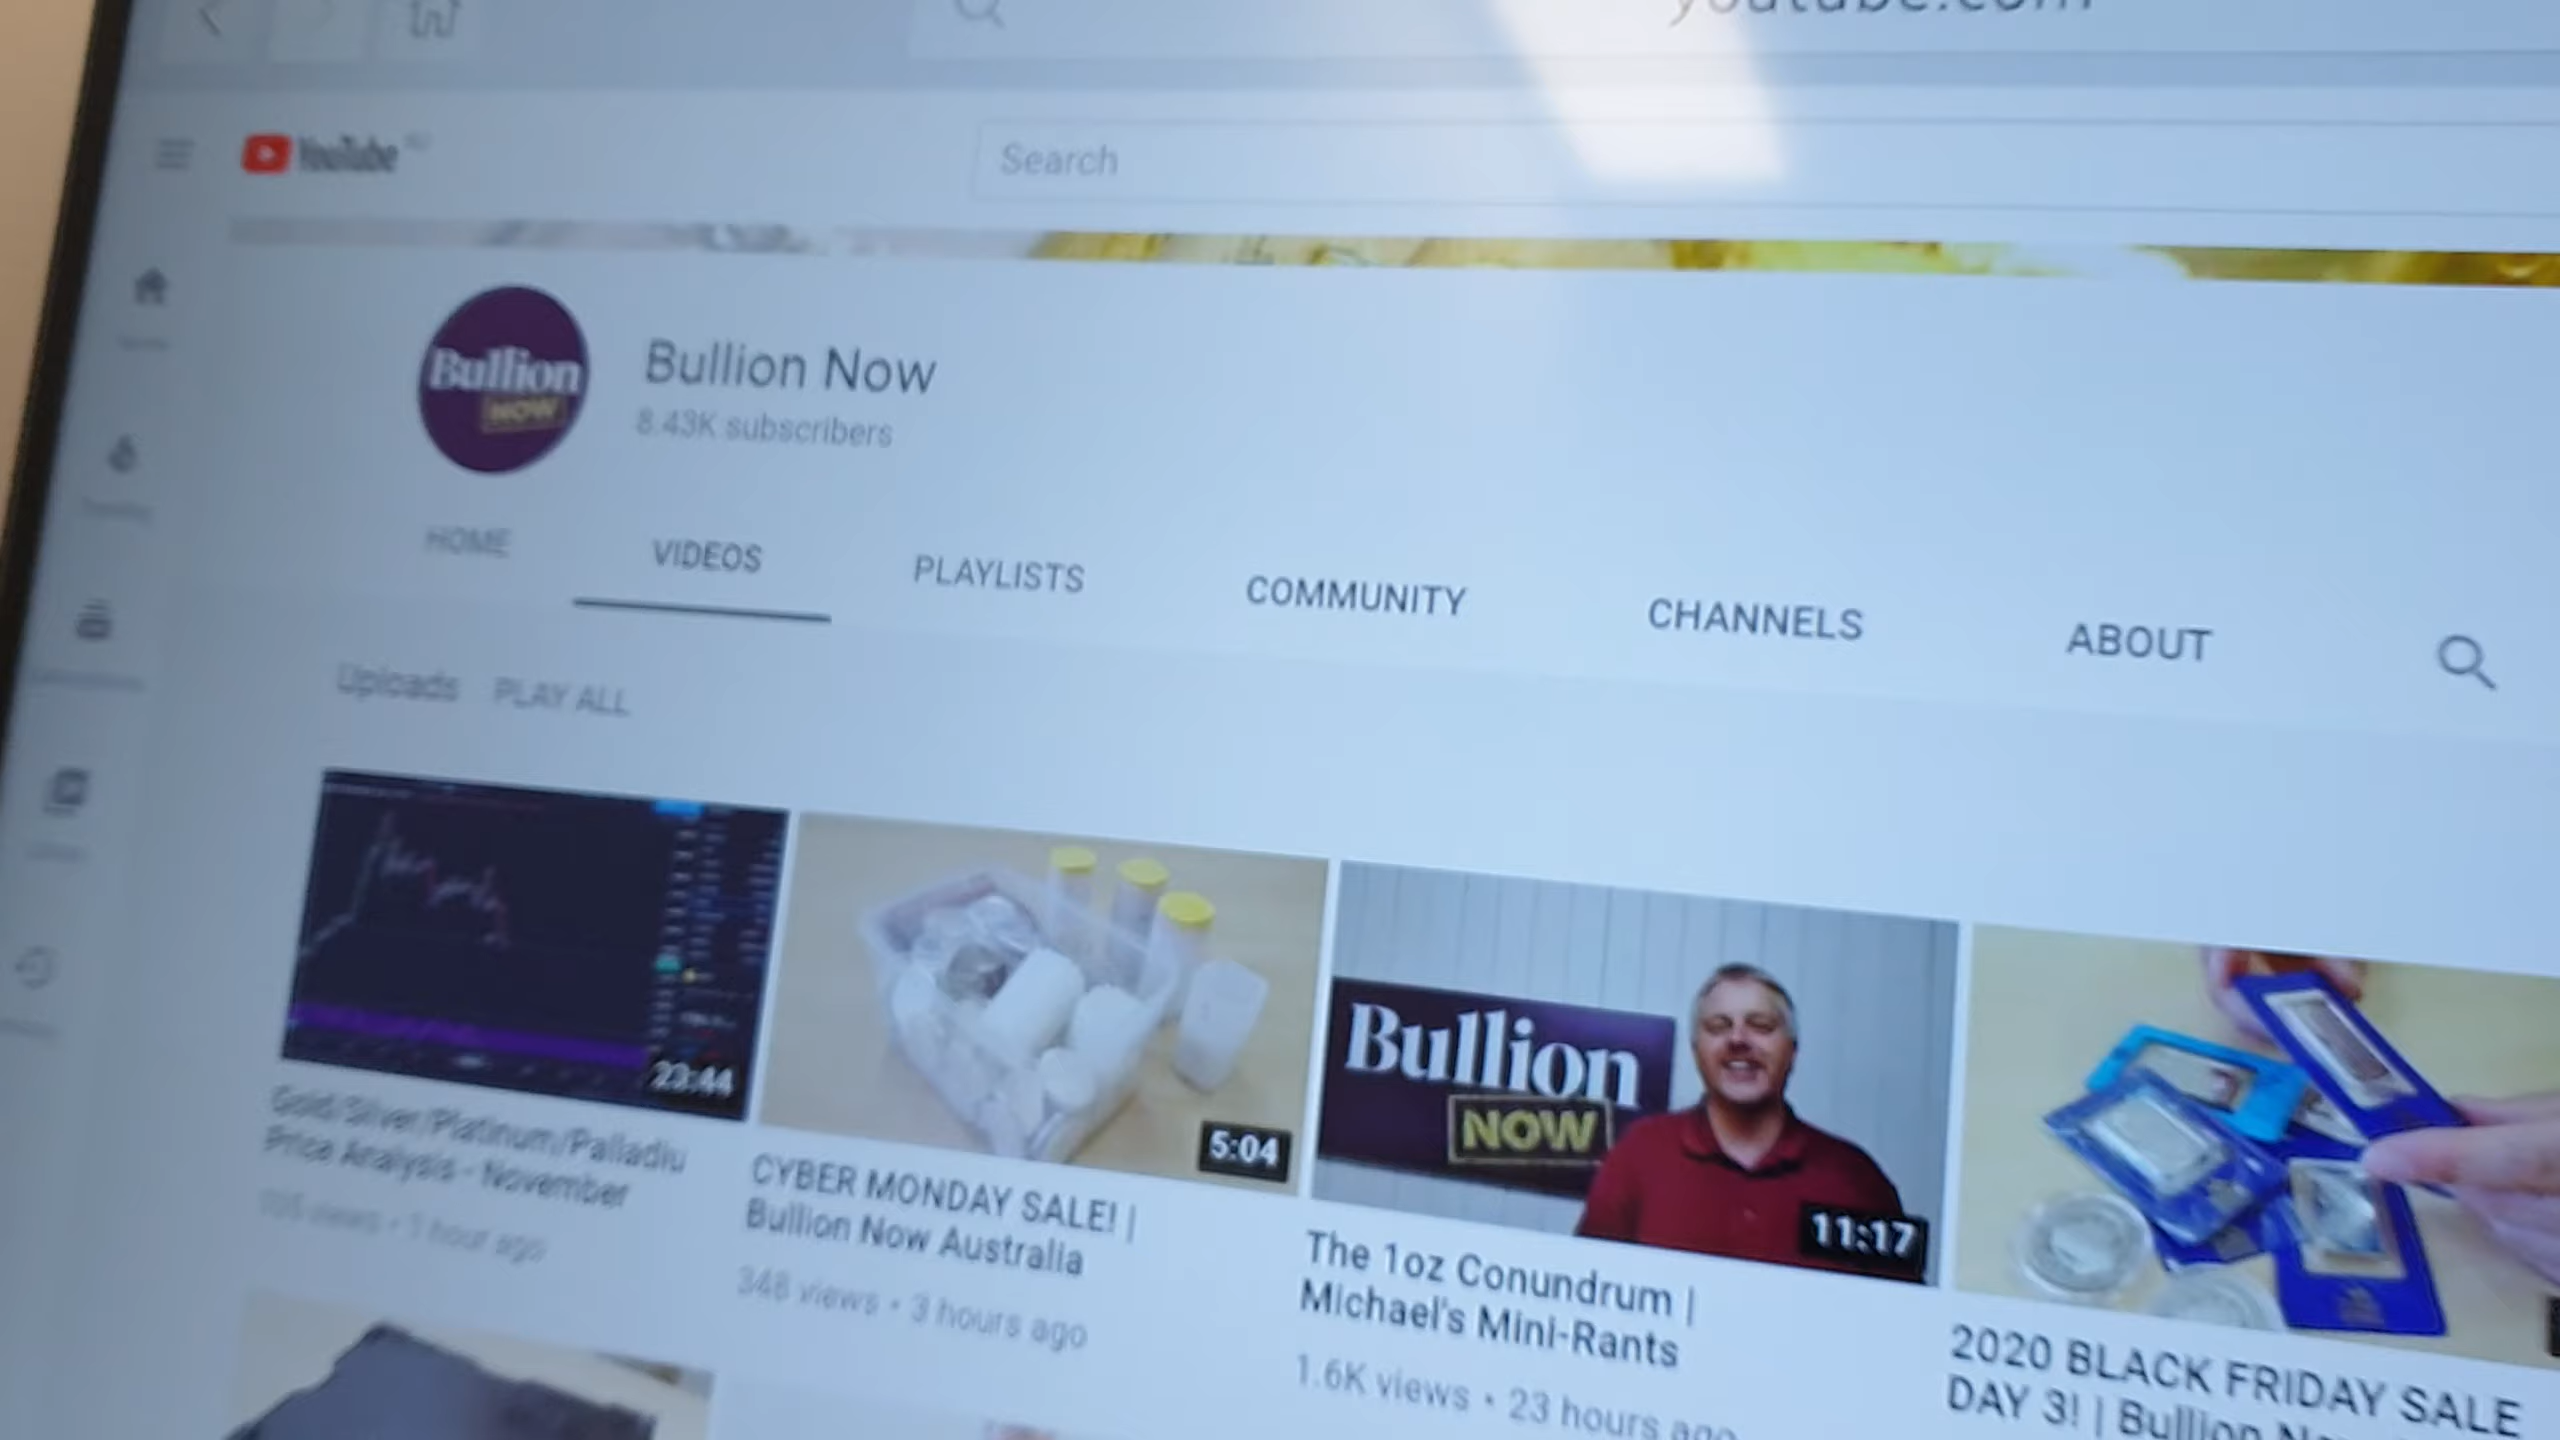 youtube.com
YouTube
Search
Bullion
NOW
Bullion Now
8.43K subscribers
HOME VIDEOS PLAYLISTS COMMUNITY CHANNELS ABOUT
Uploads PLAY ALL
23:44
Gold/Silver/Platinum/Palladiu
Price Analysis - November
105 views • 1 hour ago
5:04
CYBER MONDAY SALE! |
Bullion Now Australia
348 views • 3 hours ago
Bullion
NOW
11:17
The 1oz Conundrum |
Michael's Mini-Rants
1.6K views • 23 hours ago
2020 BLACK FRIDAY SALE
DAY 3! | Bullion